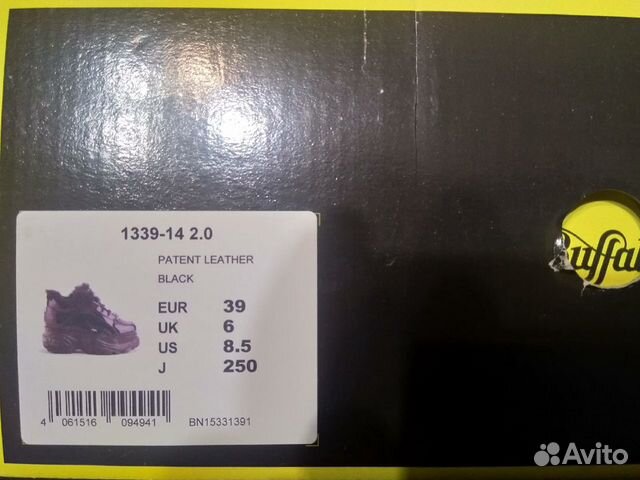 1339-14 2.0
PATENT LEATHER
BLACK
EUR 39
UK 6
US 8.5
J 250
4 061516 094941
BN15331391
Buffal
Avito